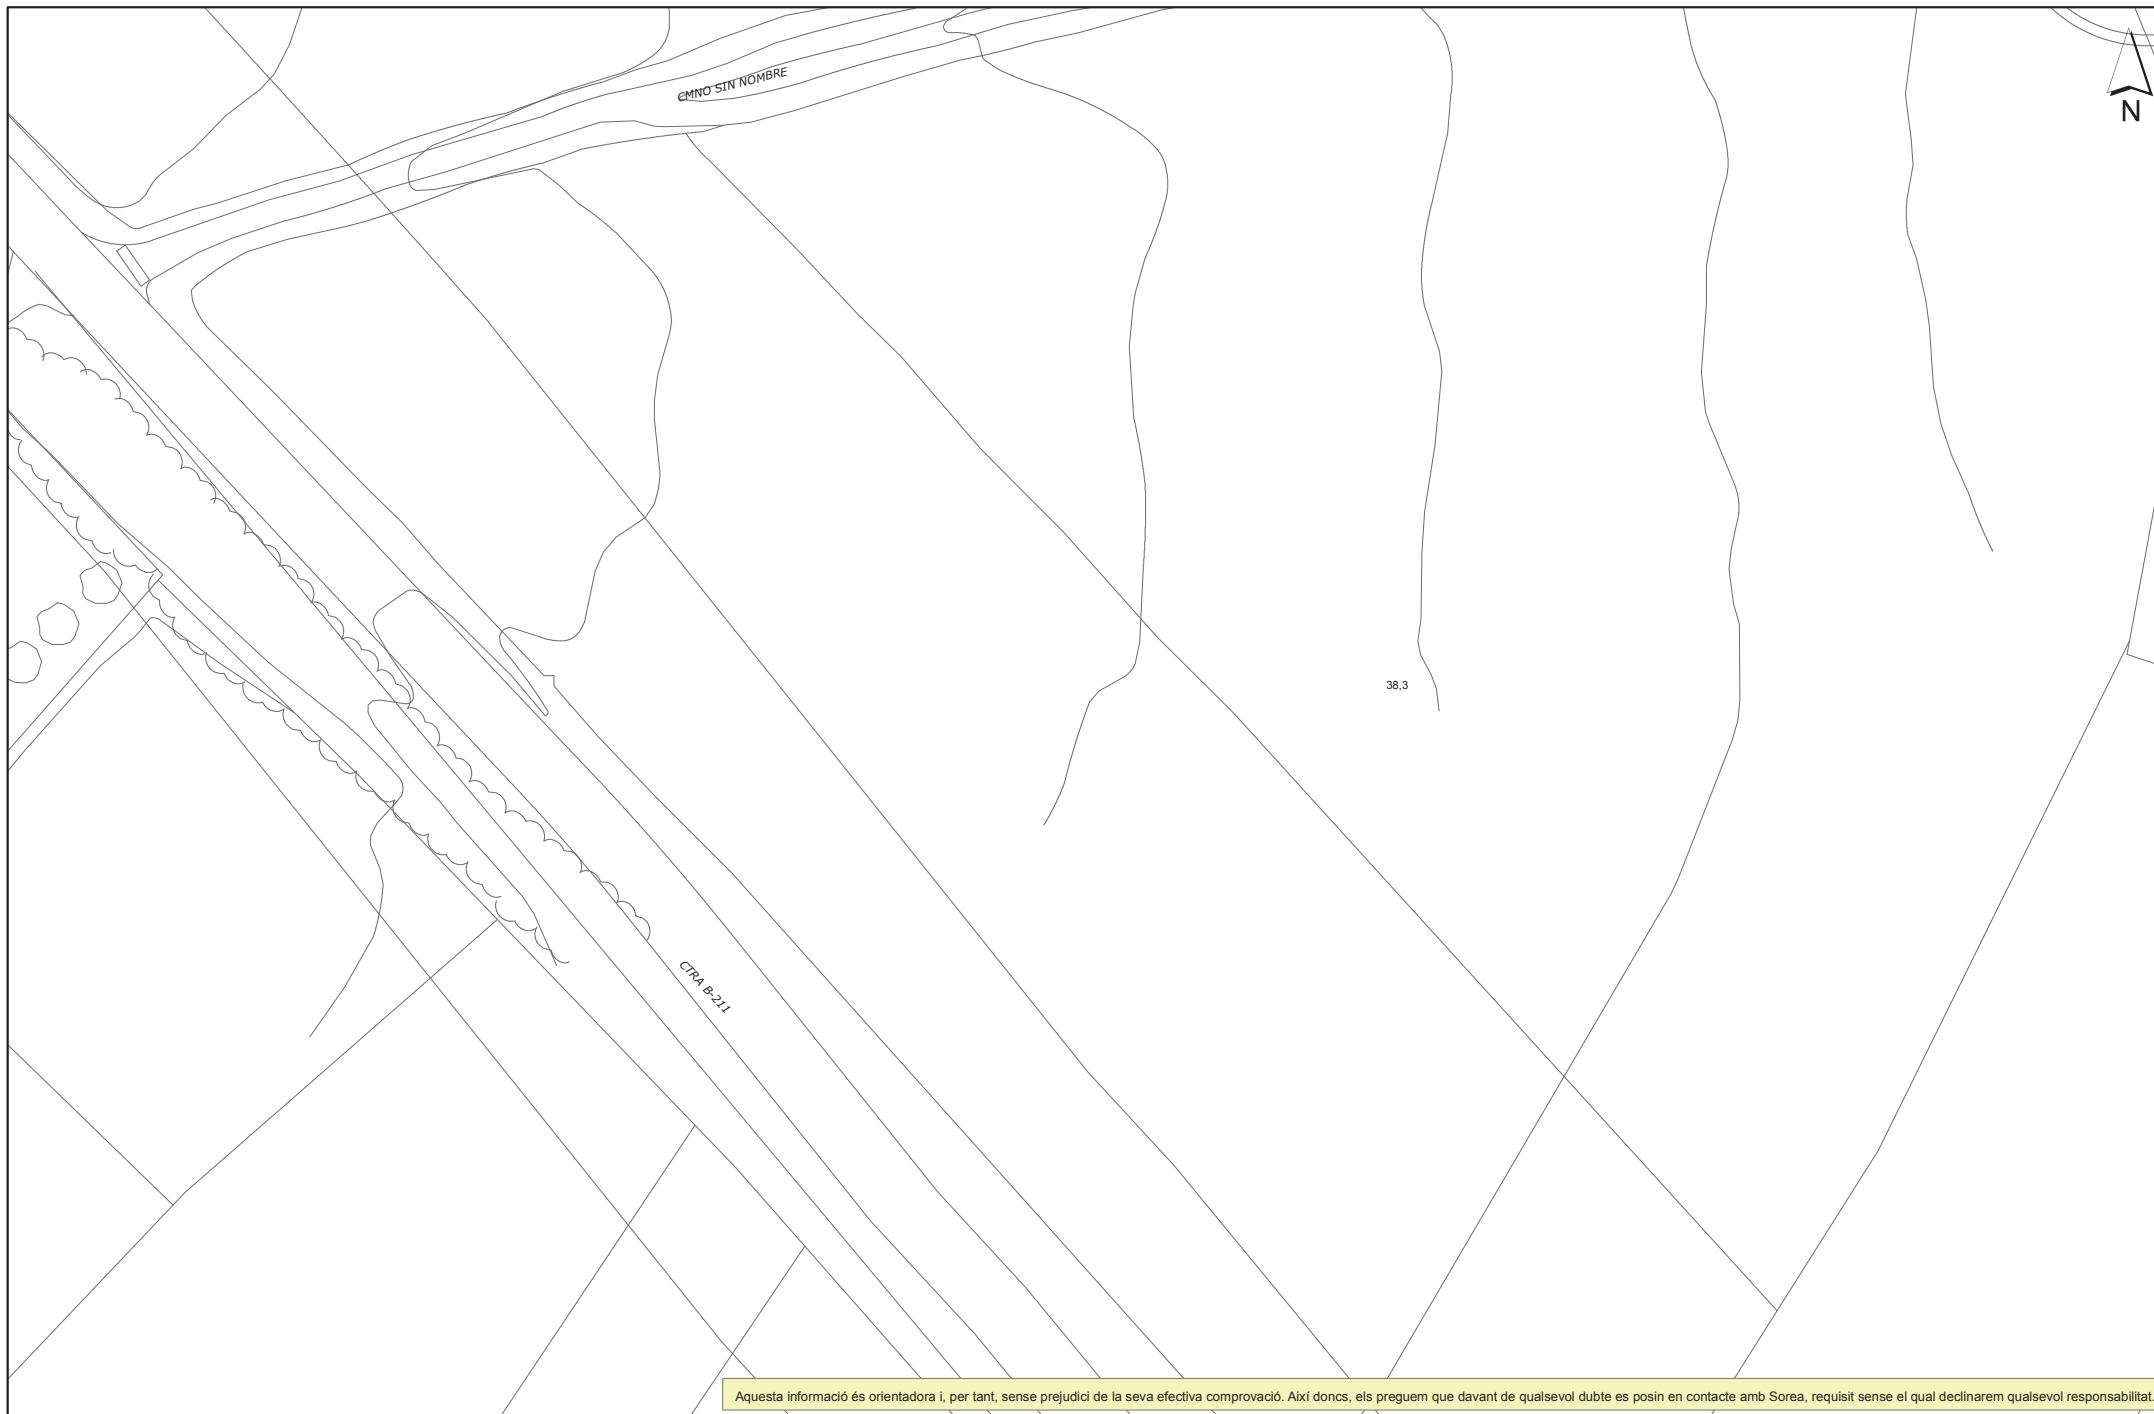 CMNO SIN NOMBRE
N
38,3
CTRA B-211
Aquesta informació és orientadora i, per tant, sense prejudici de la seva efectiva comprovació. Així doncs, els preguem que davant de qualsevol dubte es posin en contacte amb Sorea, requisit sense el qual declinarem qualsevol responsabilitat.